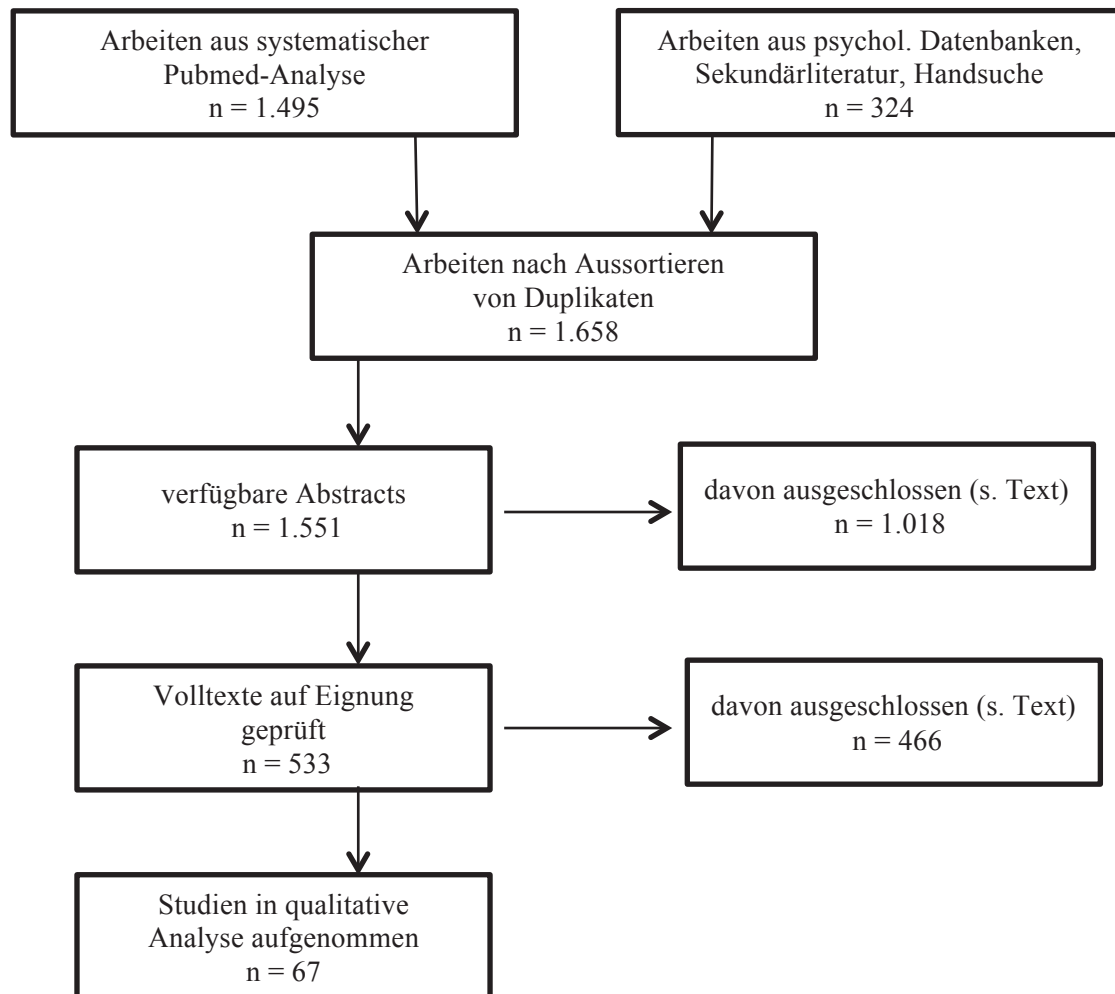 Arbeiten aus systematischer
Pubmed-Analyse
n = 1.495
Arbeiten aus psychol. Datenbanken,
Sekundärliteratur, Handsuche
n = 324
Arbeiten nach Aussortieren
von Duplikaten
n = 1.658
verfügbare Abstracts
n = 1.551
davon ausgeschlossen (s. Text)
n = 1.018
Volltexte auf Eignung
geprüft
n = 533
davon ausgeschlossen (s. Text)
n = 466
Studien in qualitative
Analyse aufgenommen
n = 67